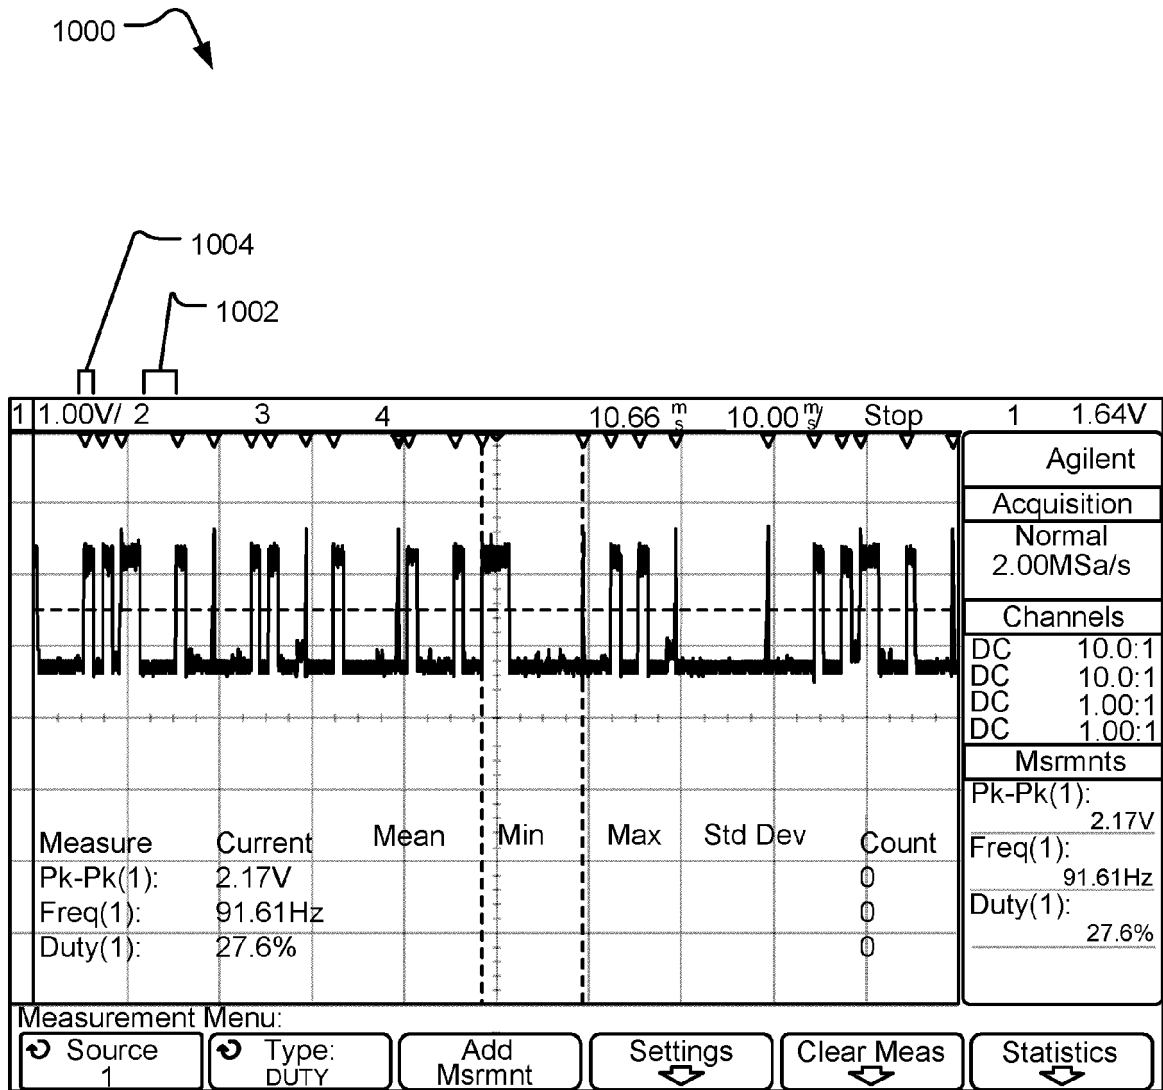 1000
1004
1002
1 1.00V/ 2 3 4 10.66 m s 10.00 m s/ Stop 1 1.64V
Agilent
Acquisition
Normal
2.00MSa/s
Channels
DC 10.0:1
DC 10.0:1
DC 1.00:1
DC 1.00:1
Msrmnts
Pk-Pk(1):
2.17V
Freq(1):
91.61Hz
Duty(1):
27.6%
Measure Current Mean Min Max Std Dev Count
Pk-Pk(1): 2.17V 0
Freq(1): 91.61Hz 0
Duty(1): 27.6% 0
Measurement Menu:
Source
1
Type:
DUTY
Add
Msrmnt
Settings
Clear Meas
Statistics